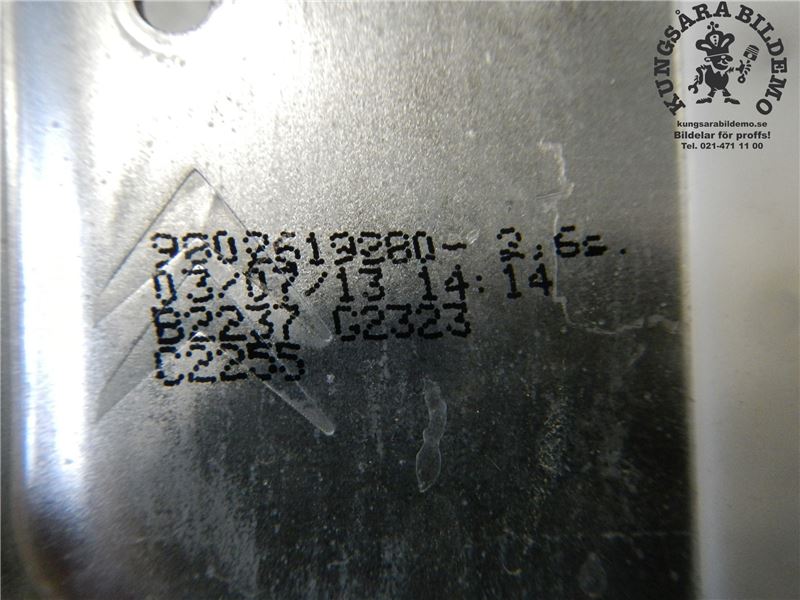 KUNGSÅRA BILDEMO
kungsarabildemo.se
Bildelar för proffs!
Tel. 021-471 11 00
9802619280- 2,6
03/07/13 14:14
G2323
C2255